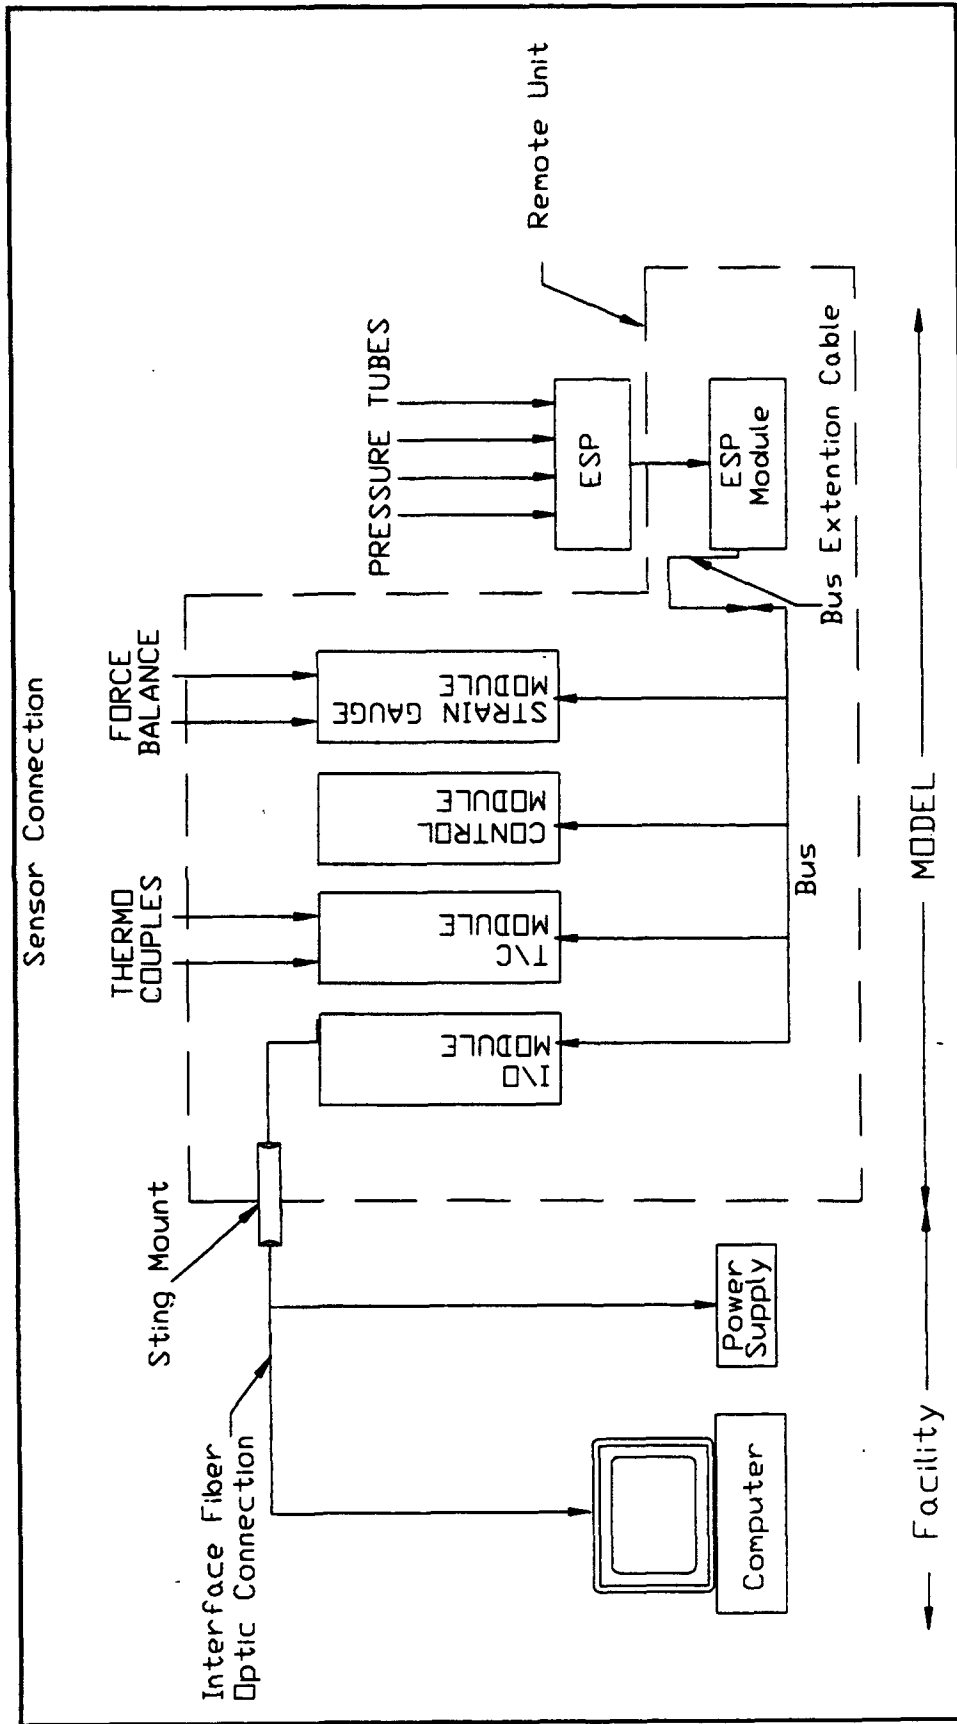 Sensor Connection
THERMO
COUPLES
FORCE
BALANCE
PRESSURE TUBES
Remote Unit
Sting Mount
Interface Fiber
Optic Connection
I\O
MODULE
T\C
MODULE
CONTROL
MODULE
STRAIN GAUGE
MODULE
ESP
ESP
Module
Computer
Power
Supply
Bus
Bus Extention Cable
Facility
MODEL